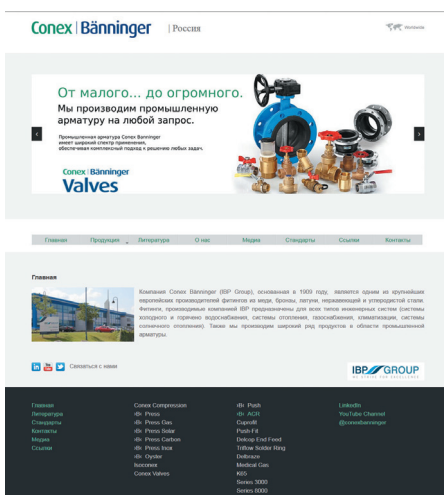 Conex | Bänninger | Россия
Worldwide
От малого... до огромного.
Мы производим промышленную
арматуру на любой запрос.
Промышленная арматура Conex Banninger
имеет широкий спектр применения,
обеспечивая комплексный подход к решению любых задач.
Conex | Bänninger
Valves
Главная Продукция Литература О нас Медиа Стандарты Ссылки Контакты
Главная
Компания Conex Bänninger (IBP Group), основанная в 1909 году, является одним из крупнейших
европейских производителей фитингов из меди, бронзы, латуни, нержавеющей и углеродистой стали.
Фитинги, производимые компанией IBP предназначены для всех типов инженерных систем (системы
холодного и горячего водоснабжения, системы отопления, газоснабжения, климатизации, системы
солнечного отопления). Также мы производим широкий ряд продуктов в области промышленной
арматуры.
Связаться с нами
IBP GROUP
Главная
Литература
Стандарты
Контакты
Медиа
Ссылки
Conex Compression
>B< Press
>B< Press Gas
>B< Press Solar
>B< Press Carbon
>B< Press Inox
>B< Oyster
Isoconex
Conex Valves
>B< Push
>B< ACR
Cuprofit
Push-Fit
Delcop End Feed
Triflow Solder Ring
Delbraze
Medical Gas
K65
Series 3000
Series 8000
LinkedIn
YouTube Channel
@conexbanninger